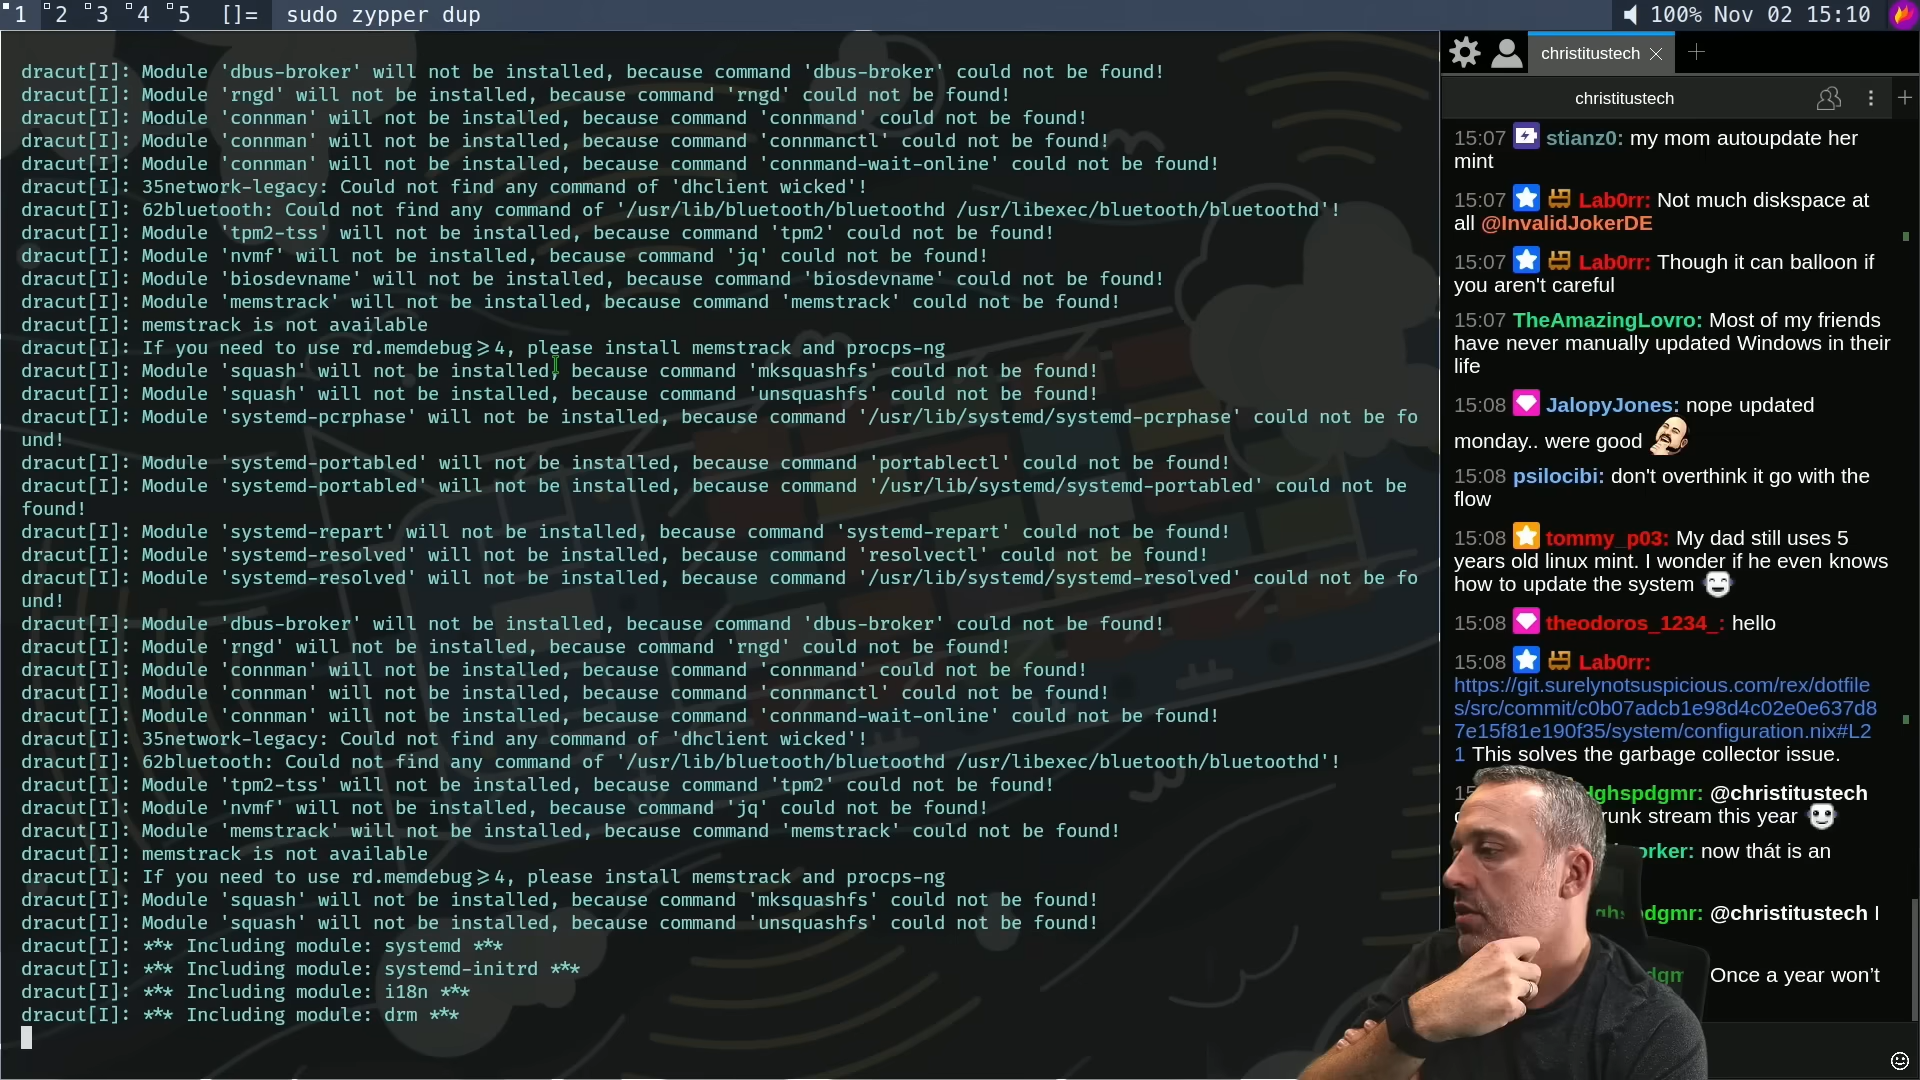 1 2 3 4 5 []= sudo zypper dup
100% Nov 02 15:10
dracut[I]: Module 'dbus-broker' will not be installed, because command 'dbus-broker' could not be found!
dracut[I]: Module 'rngd' will not be installed, because command 'rngd' could not be found!
dracut[I]: Module 'connman' will not be installed, because command 'connmand' could not be found!
dracut[I]: Module 'connman' will not be installed, because command 'connmanctl' could not be found!
dracut[I]: Module 'connman' will not be installed, because command 'connmand-wait-online' could not be found!
dracut[I]: 35network-legacy: Could not find any command of 'dhclient wicked'!
dracut[I]: 62bluetooth: Could not find any command of '/usr/lib/bluetooth/bluetoothd /usr/libexec/bluetooth/bluetoothd'!
dracut[I]: Module 'tpm2-tss' will not be installed, because command 'tpm2' could not be found!
dracut[I]: Module 'nvmf' will not be installed, because command 'jq' could not be found!
dracut[I]: Module 'biosdevname' will not be installed, because command 'biosdevname' could not be found!
dracut[I]: Module 'memstrack' will not be installed, because command 'memstrack' could not be found!
dracut[I]: memstrack is not available
dracut[I]: If you need to use rd.memdebug>=4, please install memstrack and procps-ng
dracut[I]: Module 'squash' will not be installed, because command 'mksquashfs' could not be found!
dracut[I]: Module 'squash' will not be installed, because command 'unsquashfs' could not be found!
dracut[I]: Module 'systemd-pcrphase' will not be installed, because command '/usr/lib/systemd/systemd-pcrphase' could not be fo
und!
dracut[I]: Module 'systemd-portabled' will not be installed, because command 'portablectl' could not be found!
dracut[I]: Module 'systemd-portabled' will not be installed, because command '/usr/lib/systemd/systemd-portabled' could not be
found!
dracut[I]: Module 'systemd-repart' will not be installed, because command 'systemd-repart' could not be found!
dracut[I]: Module 'systemd-resolved' will not be installed, because command 'resolvectl' could not be found!
dracut[I]: Module 'systemd-resolved' will not be installed, because command '/usr/lib/systemd/systemd-resolved' could not be fo
und!
dracut[I]: Module 'dbus-broker' will not be installed, because command 'dbus-broker' could not be found!
dracut[I]: Module 'rngd' will not be installed, because command 'rngd' could not be found!
dracut[I]: Module 'connman' will not be installed, because command 'connmand' could not be found!
dracut[I]: Module 'connman' will not be installed, because command 'connmanctl' could not be found!
dracut[I]: Module 'connman' will not be installed, because command 'connmand-wait-online' could not be found!
dracut[I]: 35network-legacy: Could not find any command of 'dhclient wicked'!
dracut[I]: 62bluetooth: Could not find any command of '/usr/lib/bluetooth/bluetoothd /usr/libexec/bluetooth/bluetoothd'!
dracut[I]: Module 'tpm2-tss' will not be installed, because command 'tpm2' could not be found!
dracut[I]: Module 'nvmf' will not be installed, because command 'jq' could not be found!
dracut[I]: Module 'memstrack' will not be installed, because command 'memstrack' could not be found!
dracut[I]: memstrack is not available
dracut[I]: If you need to use rd.memdebug>=4, please install memstrack and procps-ng
dracut[I]: Module 'squash' will not be installed, because command 'mksquashfs' could not be found!
dracut[I]: Module 'squash' will not be installed, because command 'unsquashfs' could not be found!
dracut[I]: *** Including module: systemd ***
dracut[I]: *** Including module: systemd-initrd ***
dracut[I]: *** Including module: i18n ***
dracut[I]: *** Including module: drm ***
christitustech
christitustech
15:07 stianz0: my mom autoupdate her
mint
15:07 Lab0rr: Not much diskspace at
all @InvalidJokerDE
15:07 Lab0rr: Though it can balloon if
you aren't careful
15:07 TheAmazingLovro: Most of my friends
have never manually updated Windows in their
life
15:08 JalopyJones: nope updated
monday.. were good
15:08 psilocibi: don't overthink it go with the
flow
15:08 tommy_p03: My dad still uses 5
years old linux mint. I wonder if he even knows
how to update the system
15:08 theodoros_1234_: hello
15:08 Lab0rr:
https://git.surelynotsuspicious.com/rex/dotfile
s/src/commit/c0b07adcb1e98d4c02e0e637d8
7e15f81e190f35/system/configuration.nix#L2
1 This solves the garbage collector issue.
15 dghspdgmr: @christitustech
runk stream this year
orker: now thát is an
dgmr: @christitustech I
Once a year won't